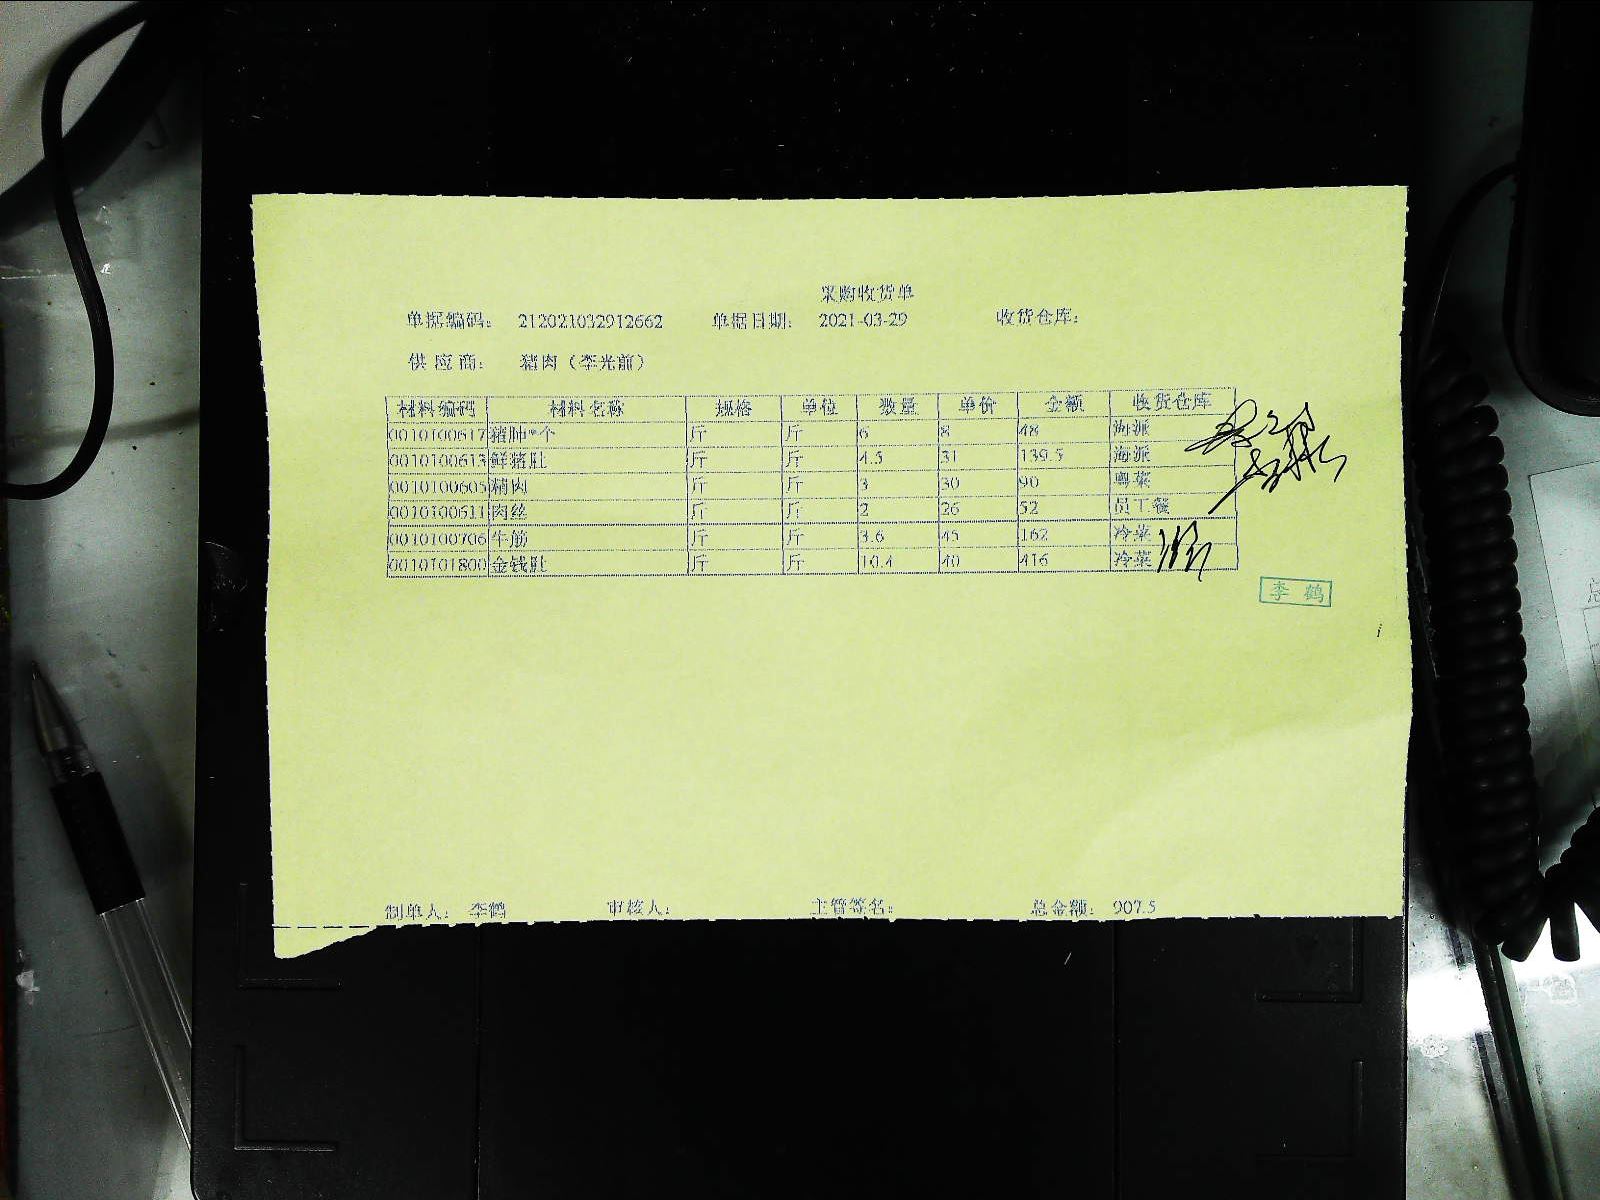 采购收货单
单据编码： 212021032912662 单据日期： 2021-03-29 收货仓库：
供应商： 猪肉（李光前）
材料编码 材料名称 规格 单位 数量 单价 金额 收货仓库
0010100617 猪肺*个 斤 斤 6 8 48 海派
0010100613 鲜猪肚 斤 斤 4.5 31 139.5 海派
0010100605 精肉 斤 斤 3 30 90 粤菜
0010100611 肉丝 斤 斤 2 26 52 员工餐
0010100706 牛筋 斤 斤 3.6 45 162 冷菜
0010101800 金钱肚 斤 斤 10.4 40 416 冷菜
李鹤
制单人： 李鹤 审核人： 主管签名： 总金额： 907.5